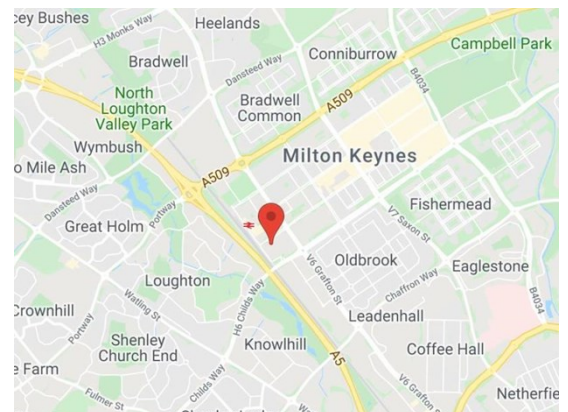 cey Bushes
H3 Monks Way
Heelands
Campbell Park
Bradwell
Conniburrow
Dansteed Way
A509
B4034
North
Loughton
Valley Park
Bradwell
Common
Wymbush
Milton Keynes
o Mile Ash
A509
Dansteed Way
Portway
Fishermead
Great Holm
V7 Saxon St
Oldbrook
Eaglestone
Loughton
V6 Grafton St
Chaffron Way
B4034
Watling St
H6 Childs Way
Crownhill
Portway
Leadenhall
Shenley
Church End
Knowlhill
A5
Coffee Hall
e Farm
Childs Way
V6 Grafton St
Fulmer St
Netherfie